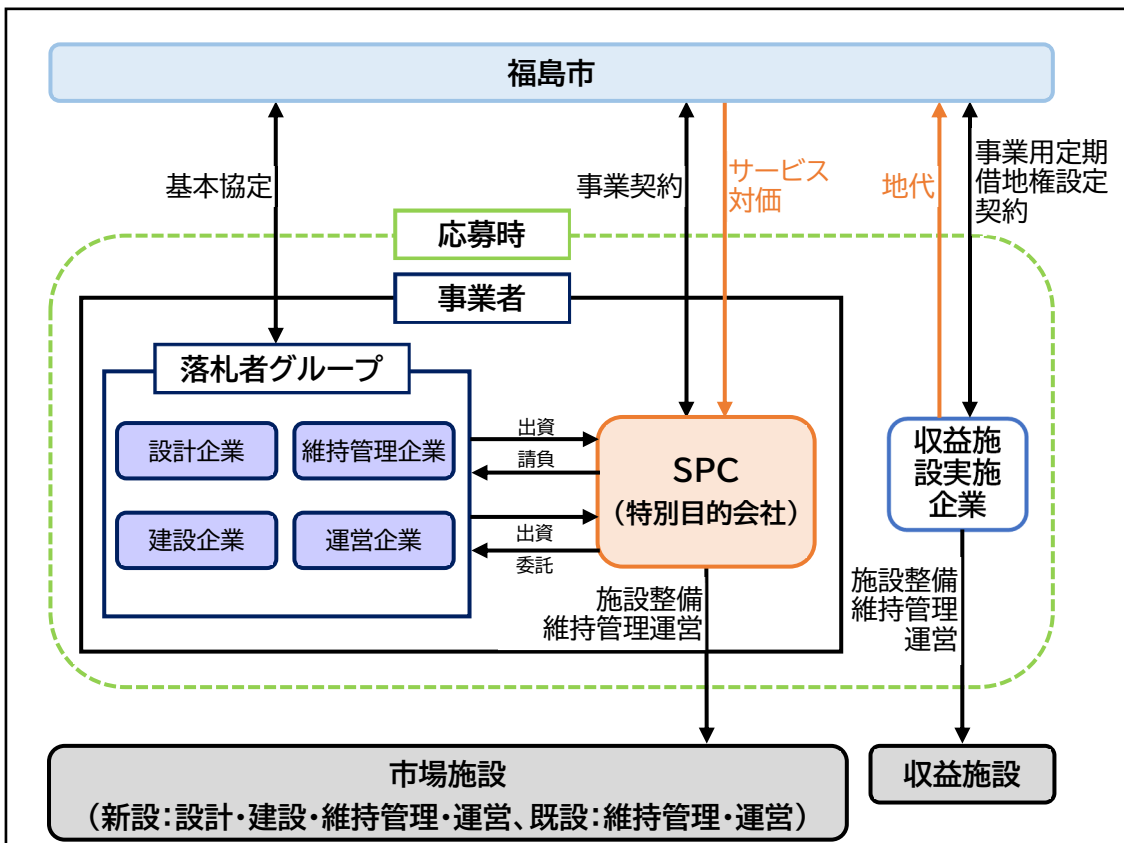 福島市
基本協定
事業契約
サービス
対価
地代
事業用定期
借地権設定
契約
応募時
事業者
落札者グループ
設計企業
維持管理企業
建設企業
運営企業
出資
請負
出資
委託
SPC
（特別目的会社）
収益施
設実施
企業
施設整備
維持管理運営
施設整備
維持管理
運営
市場施設
（新設：設計・建設・維持管理・運営、既設：維持管理・運営）
収益施設